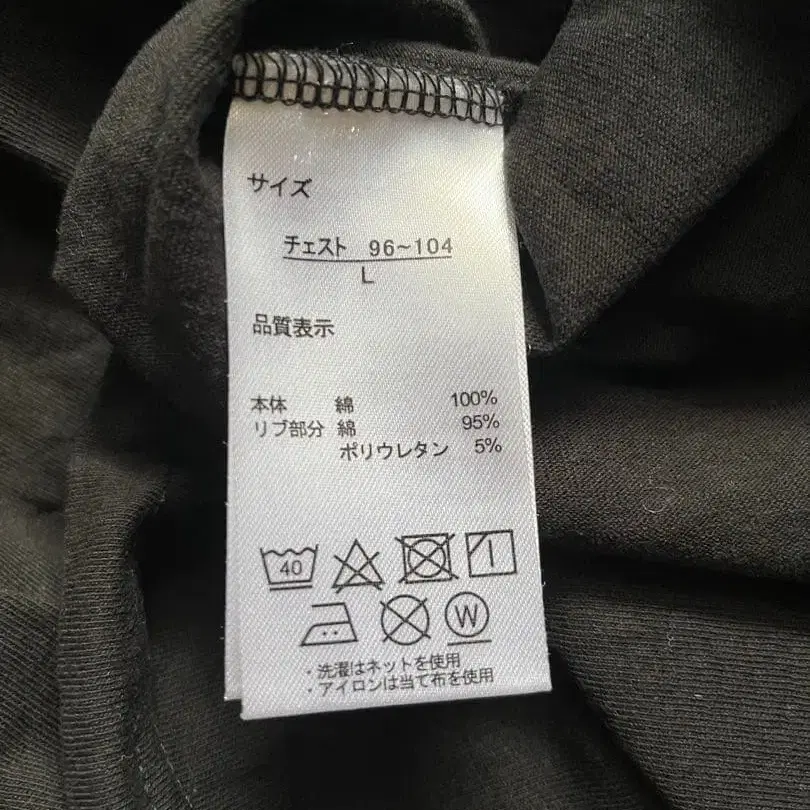 サイズ
チェスト 96~104
L
品質表示
本体 綿 100%
リブ部分 綿 95%
ポリウレタン 5%
40
W
・洗濯はネットを使用
・アイロンは当て布を使用